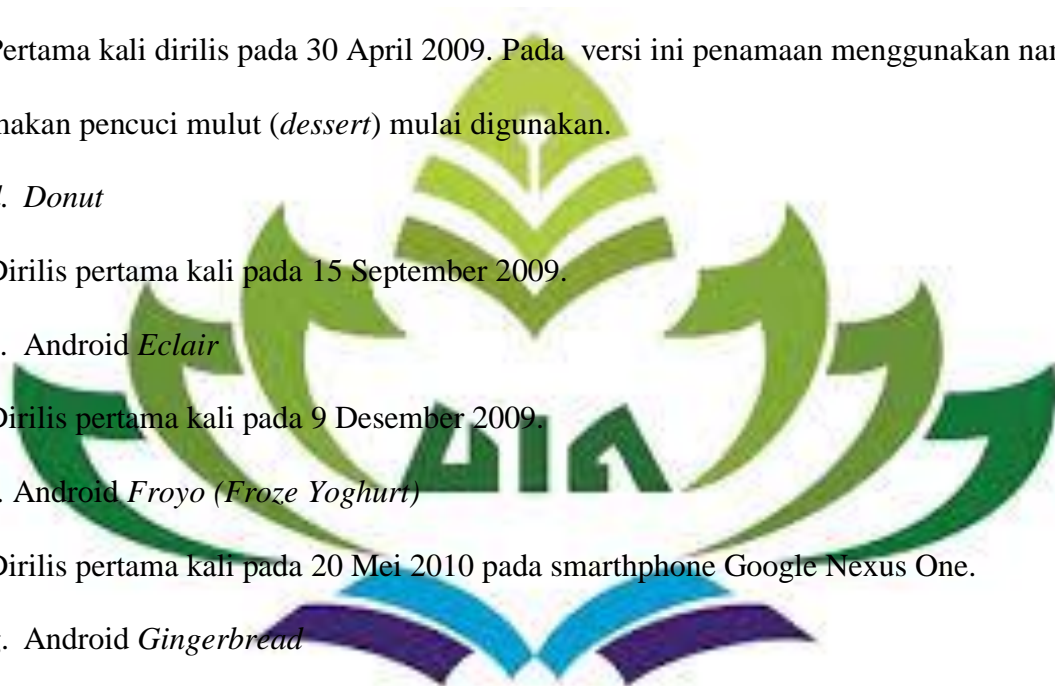 Pertama kali dirilis pada 30 April 2009. Pada versi ini penamaan menggunakan
makan pencuci mulut (dessert) mulai digunakan.
d. Donut
Dirilis pertama kali pada 15 September 2009.
. Android Eclair
Dirilis pertama kali pada 9 Desember 2009.
. Android Froyo (Froze Yoghurt)
Dirilis pertama kali pada 20 Mei 2010 pada smarthphone Google Nexus One.
g. Android Gingerbread